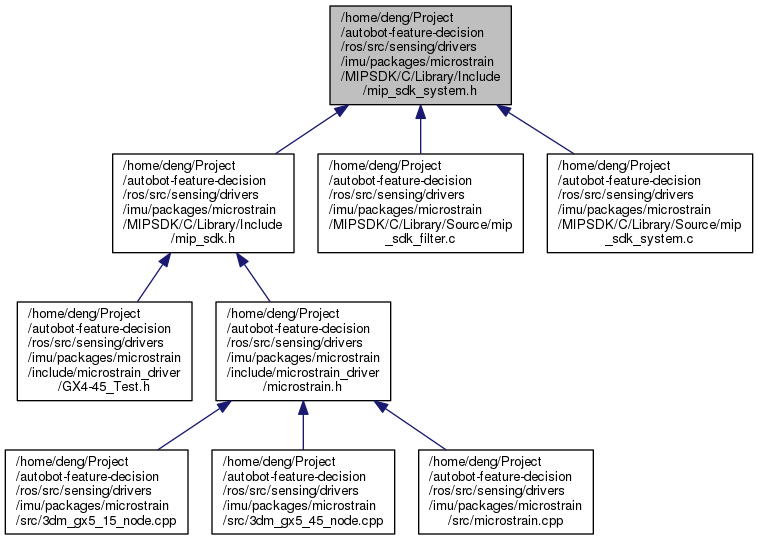 /home/deng/Project
/autobot-feature-decision
/ros/src/sensing/drivers
/imu/packages/microstrain
/MIPSDK/C/Library/Include
/mip_sdk_system.h
/home/deng/Project
/autobot-feature-decision
/ros/src/sensing/drivers
/imu/packages/microstrain
/MIPSDK/C/Library/Include
/mip_sdk.h
/home/deng/Project
/autobot-feature-decision
/ros/src/sensing/drivers
/imu/packages/microstrain
/MIPSDK/C/Library/Source/mip
_sdk_filter.c
/home/deng/Project
/autobot-feature-decision
/ros/src/sensing/drivers
/imu/packages/microstrain
/MIPSDK/C/Library/Source/mip
_sdk_system.c
/home/deng/Project
/autobot-feature-decision
/ros/src/sensing/drivers
/imu/packages/microstrain
/include/microstrain_driver
/GX4-45_Test.h
/home/deng/Project
/autobot-feature-decision
/ros/src/sensing/drivers
/imu/packages/microstrain
/include/microstrain_driver
/microstrain.h
/home/deng/Project
/autobot-feature-decision
/ros/src/sensing/drivers
/imu/packages/microstrain
/src/3dm_gx5_15_node.cpp
/home/deng/Project
/autobot-feature-decision
/ros/src/sensing/drivers
/imu/packages/microstrain
/src/3dm_gx5_45_node.cpp
/home/deng/Project
/autobot-feature-decision
/ros/src/sensing/drivers
/imu/packages/microstrain
/src/microstrain.cpp